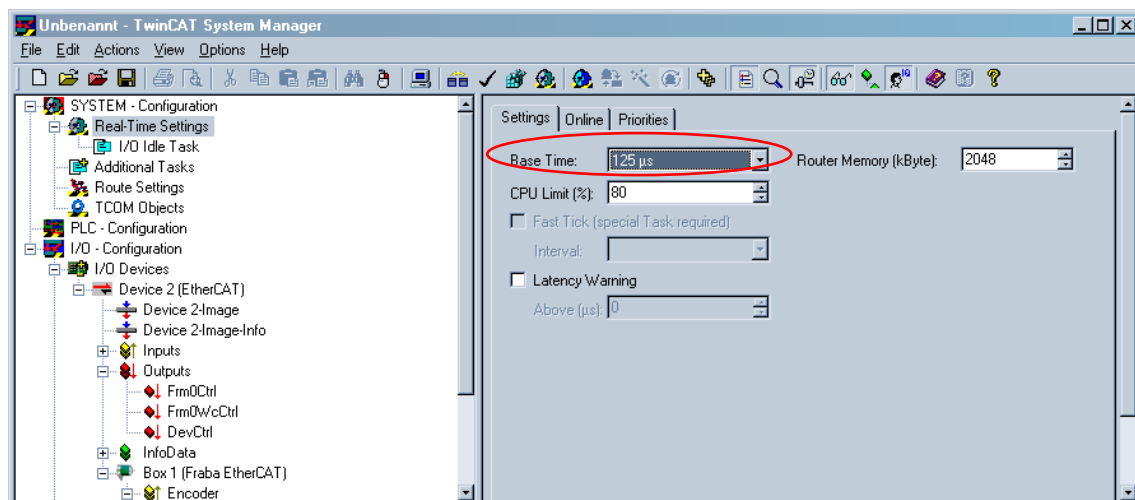 Unbenannt - TwinCAT System Manager
File Edit Actions View Options Help
SYSTEM - Configuration
Real-Time Settings
I/O Idle Task
Additional Tasks
Route Settings
TCOM Objects
PLC - Configuration
I/O - Configuration
I/O Devices
Device 2 (EtherCAT)
Device 2-Image
Device 2-Image-Info
Inputs
Outputs
Frm0Ctrl
Frm0WcCtrl
DevCtrl
InfoData
Box 1 (Fraba EtherCAT)
Encoder
Settings Online Priorities
Base Time: 125 µs Router Memory (kByte): 2048
CPU Limit (%): 80
Fast Tick (special Task required)
Interval:
Latency Warning
Above (µs): 0